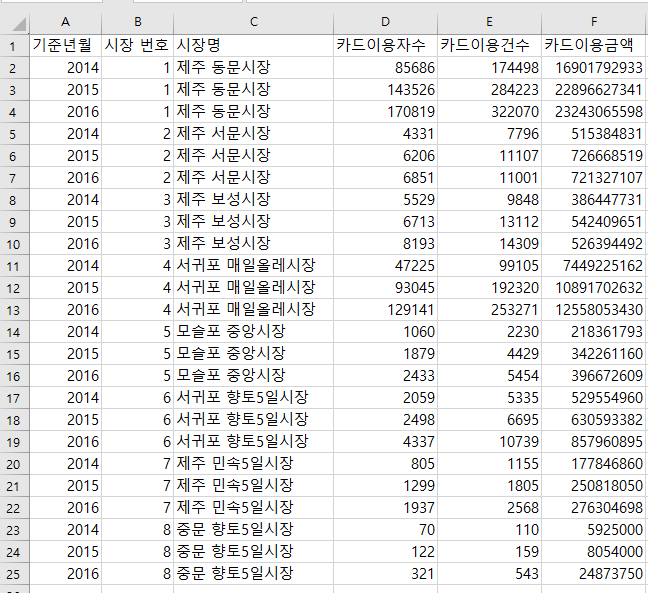 A B C D E F
1 기준년월 시장 번호 시장명 카드이용자수 카드이용건수 카드이용금액
2 2014 1 제주 동문시장 85686 174498 16901792933
3 2015 1 제주 동문시장 143526 284223 22896627341
4 2016 1 제주 동문시장 170819 322070 23243065598
5 2014 2 제주 서문시장 4331 7796 515384831
6 2015 2 제주 서문시장 6206 11107 726668519
7 2016 2 제주 서문시장 6851 11001 721327107
8 2014 3 제주 보성시장 5529 9848 386447731
9 2015 3 제주 보성시장 6713 13112 542409651
10 2016 3 제주 보성시장 8193 14309 526394492
11 2014 4 서귀포 매일올레시장 47225 99105 7449225162
12 2015 4 서귀포 매일올레시장 93045 192320 10891702632
13 2016 4 서귀포 매일올레시장 129141 253271 12558053430
14 2014 5 모슬포 중앙시장 1060 2230 218361793
15 2015 5 모슬포 중앙시장 1879 4429 342261160
16 2016 5 모슬포 중앙시장 2433 5454 396672609
17 2014 6 서귀포 향토5일시장 2059 5335 529554960
18 2015 6 서귀포 향토5일시장 2498 6695 630593382
19 2016 6 서귀포 향토5일시장 4337 10739 857960895
20 2014 7 제주 민속5일시장 805 1155 177846860
21 2015 7 제주 민속5일시장 1299 1805 250818050
22 2016 7 제주 민속5일시장 1937 2568 276304698
23 2014 8 중문 향토5일시장 70 110 5925000
24 2015 8 중문 향토5일시장 122 159 8054000
25 2016 8 중문 향토5일시장 321 543 24873750